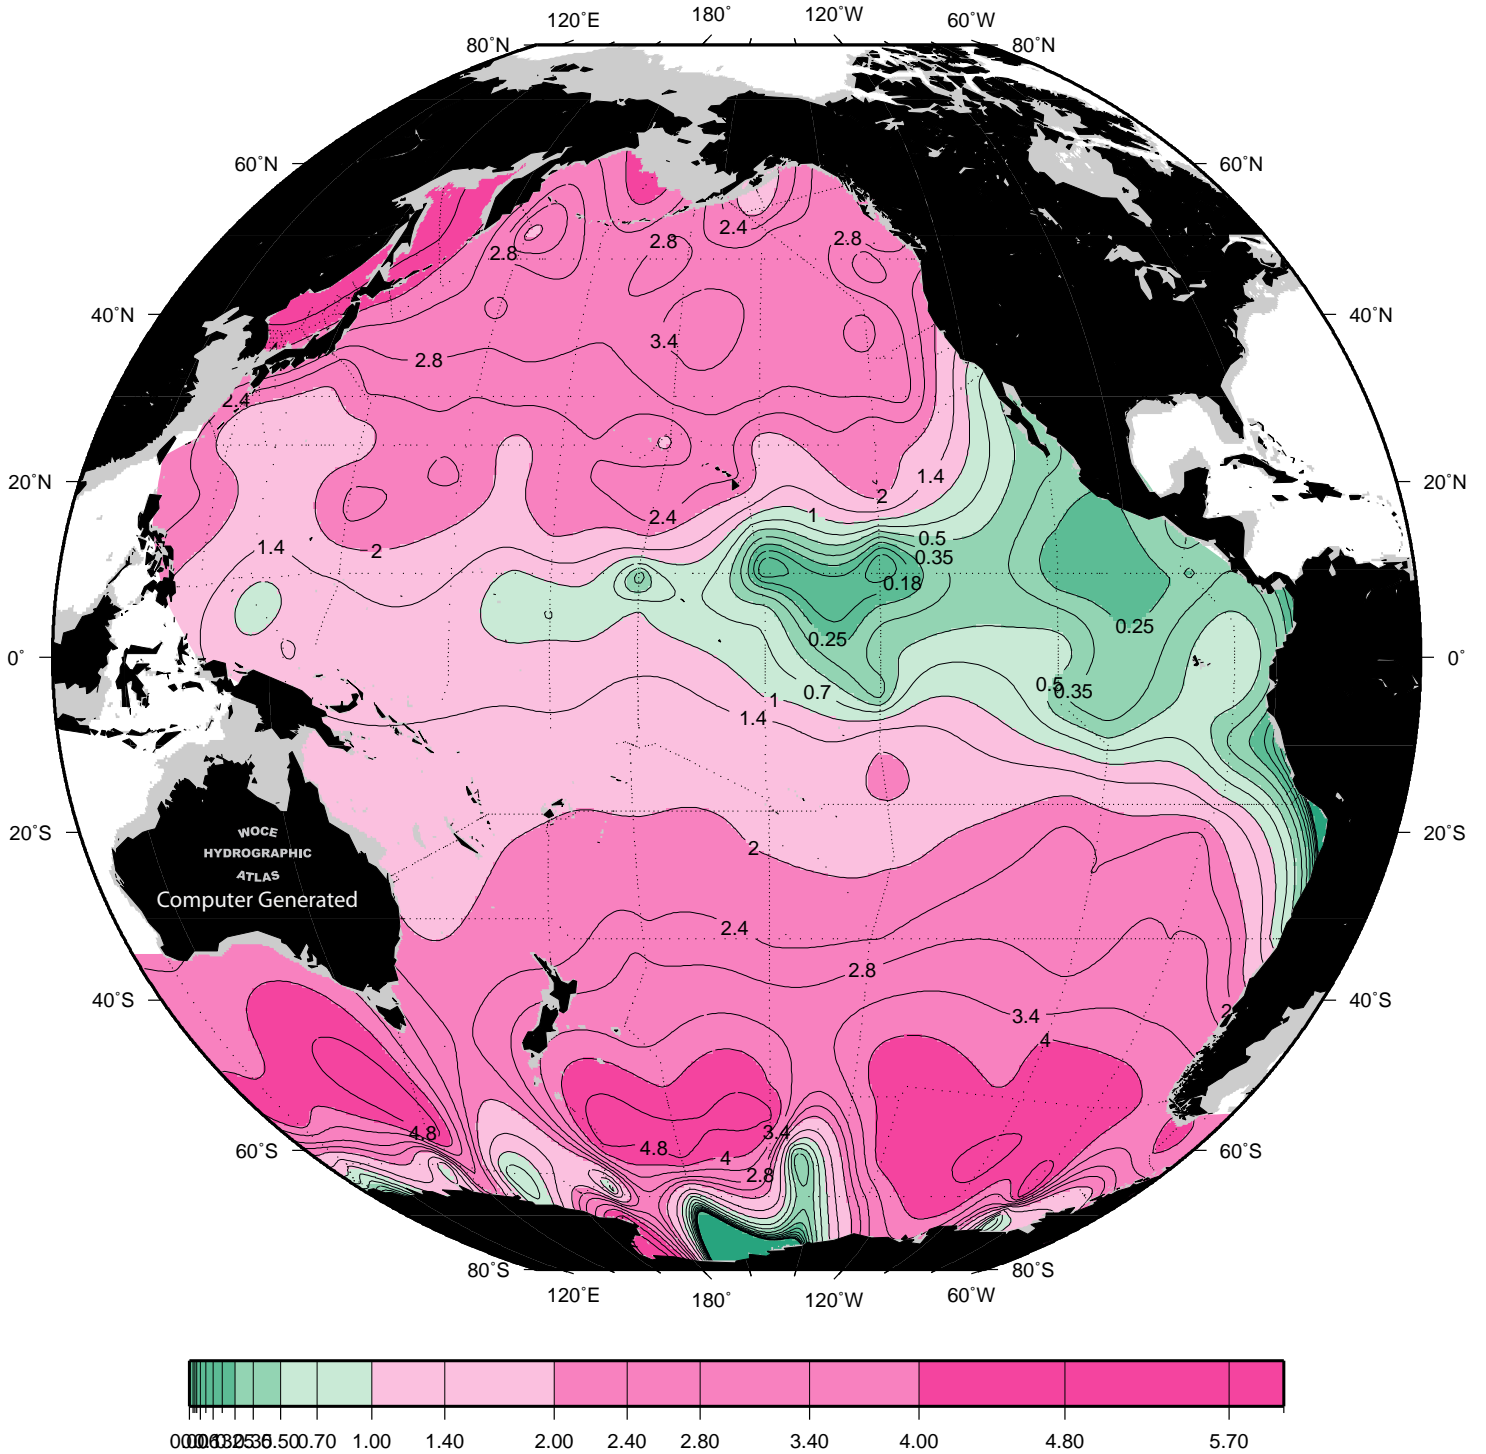 120°E 180° 120°W 60°W
80°N 80°N
60°N 60°N
2.4
2.8 2.8 2.8
40°N 40°N
3.4
2.8
2.4
20°N 1.4 20°N
2
2.4 1
0.5
1.4 2 0.35
0.18
0.25 0.25
0° 0°
0.7 0.5 0.35
1
1.4
20°S WOCE 20°S
HYDROGRAPHIC
2
ATLAS
Computer Generated
2.4
2.8
40°S 40°S
3.4 2
4
4.8 3.4
60°S 4.8 4 60°S
2.8
80°S 80°S
120°E 180° 120°W 60°W
0.50 0.70 1.00 1.40 2.00 2.40 2.80 3.40 4.00 4.80 5.70